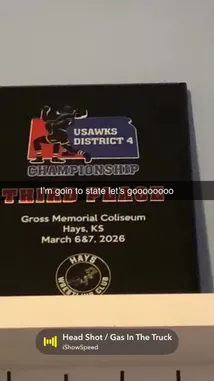 USAWKS
DISTRICT 4
CHAMPIONSHIP
I'm goin to state let's goooooooo
THIRD PLACE
Gross Memorial Coliseum
Hays, KS
March 6&7, 2026
HAYS
WRESTLING CLUB
Head Shot / Gas In The Truck
iShowSpeed